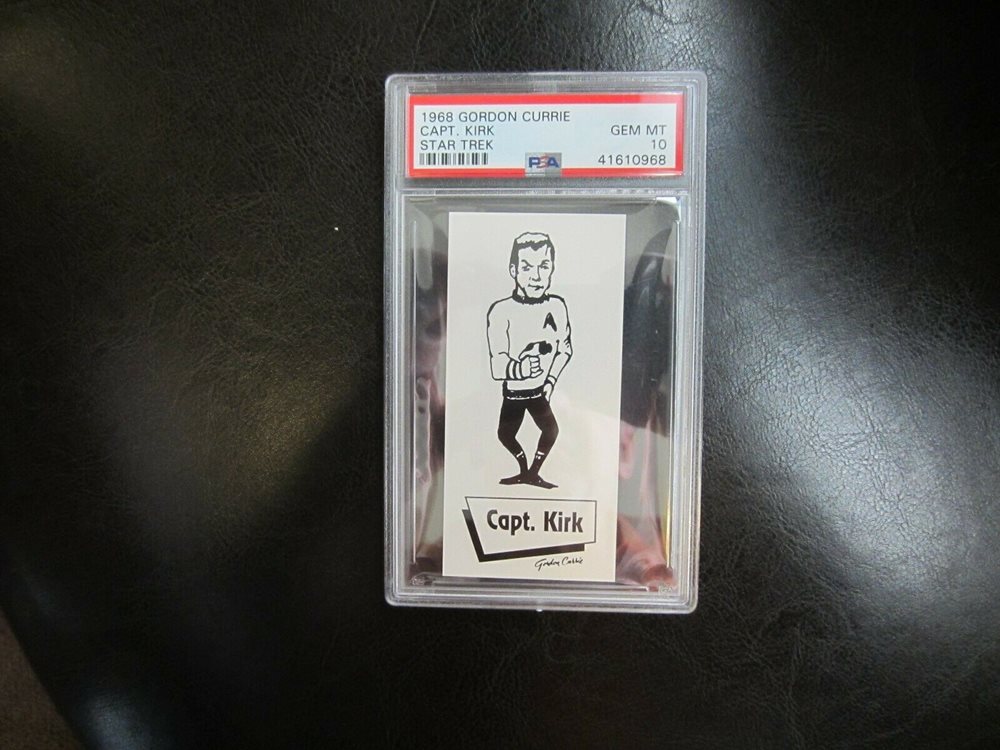 1968 GORDON CURRIE
CAPT. KIRK GEM MT
STAR TREK 10
PSA 41610968
Capt. Kirk
Gordon Currie